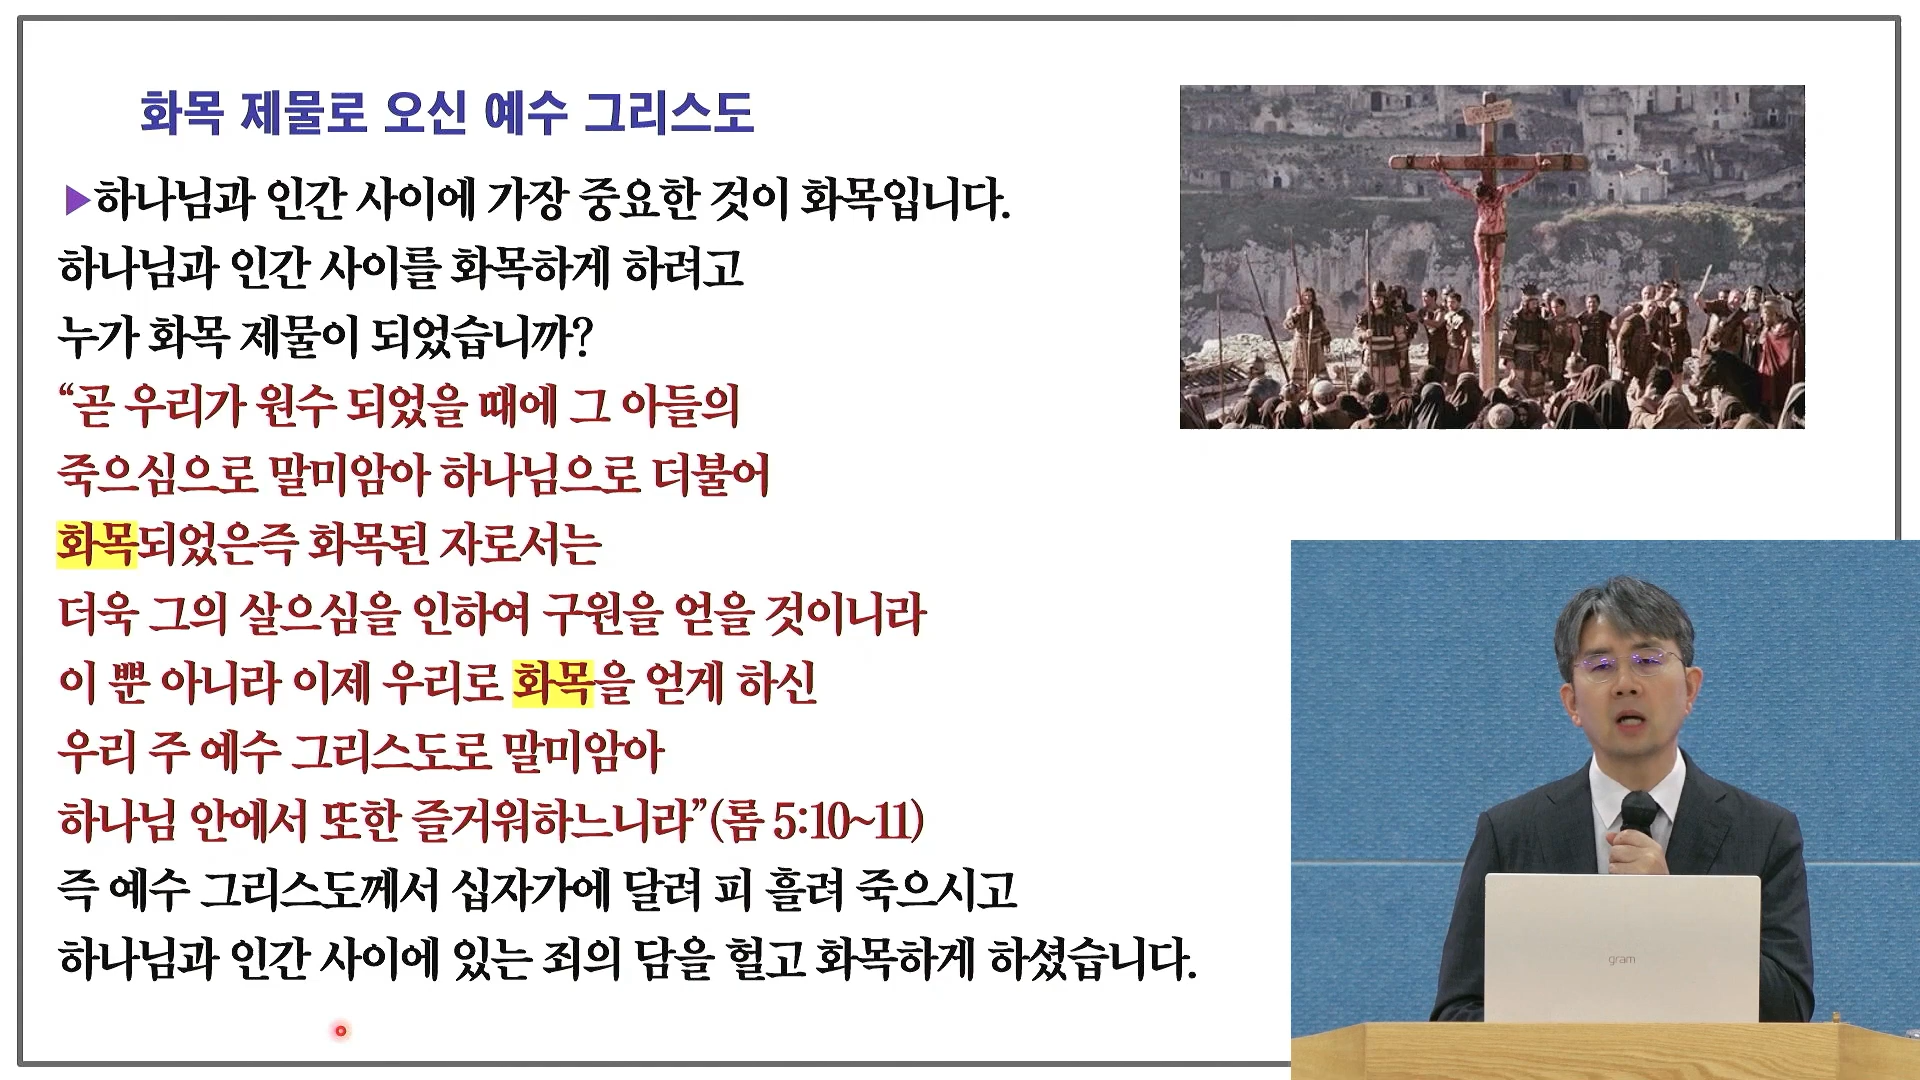 화목 제물로 오신 예수 그리스도
▶하나님과 인간 사이에 가장 중요한 것이 화목입니다.
하나님과 인간 사이를 화목하게 하려고
누가 화목 제물이 되었습니까?
“곧 우리가 원수 되었을 때에 그 아들의
죽으심으로 말미암아 하나님으로 더불어
화목되었은즉 화목된 자로서는
더욱 그의 살으심을 인하여 구원을 얻을 것이니라
이 뿐 아니라 이제 우리로 화목을 얻게 하신
우리 주 예수 그리스도로 말미암아
하나님 안에서 또한 즐거워하느니라”(롬 5:10~11)
즉 예수 그리스도께서 십자가에 달려 피 흘려 죽으시고
하나님과 인간 사이에 있는 죄의 담을 헐고 화목하게 하셨습니다.
gram